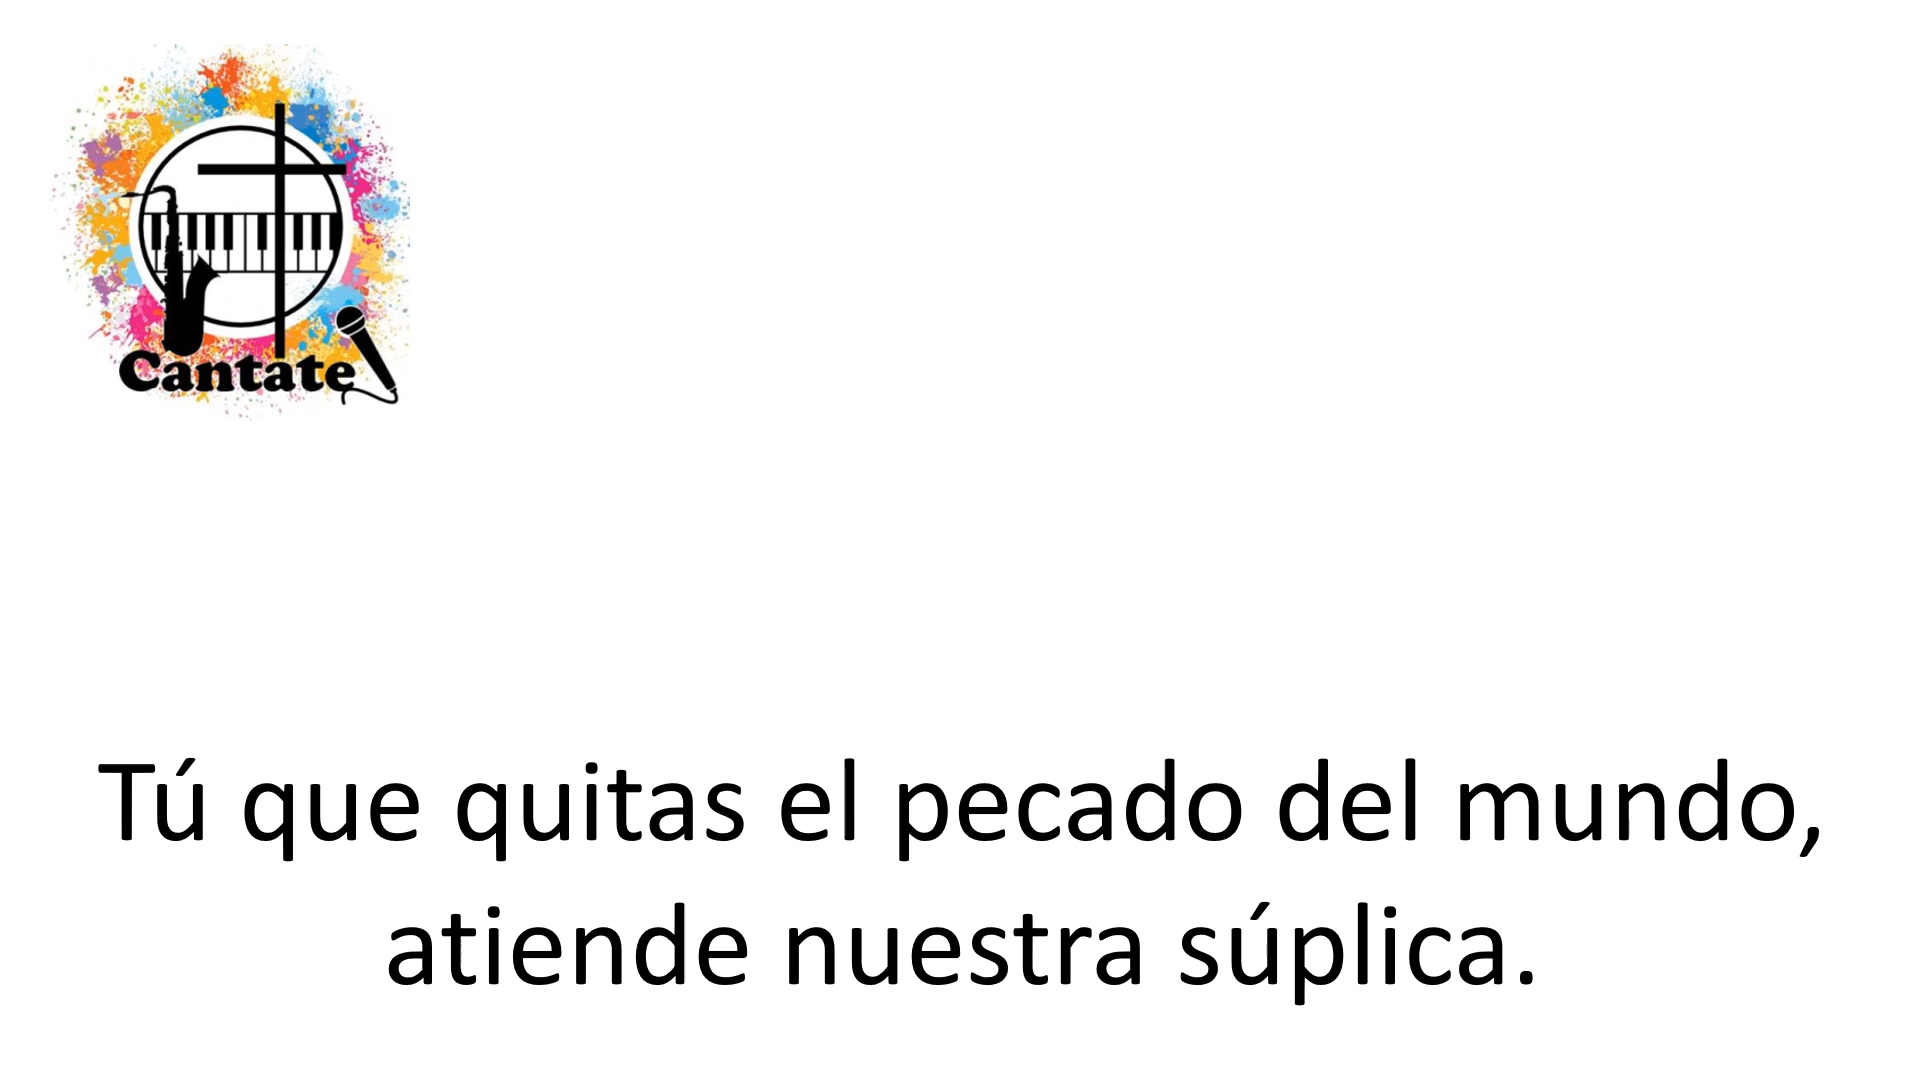 Cantate
Tú que quitas el pecado del mundo,
atiende nuestra súplica.